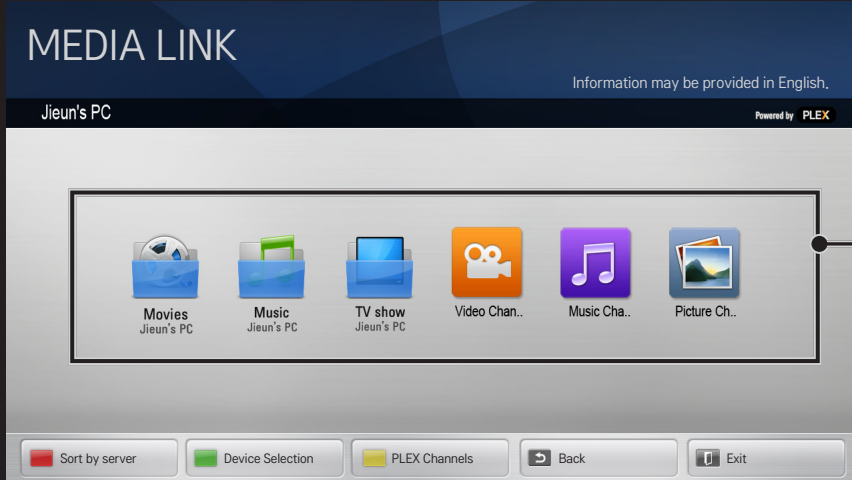 MEDIA LINK
Information may be provided in English.
Jieun's PC
Powered by PLEX
Movies
Jieun's PC
Music
Jieun's PC
TV show
Jieun's PC
Video Chan..
Music Cha..
Picture Ch..
Sort by server
Device Selection
PLEX Channels
Back
Exit